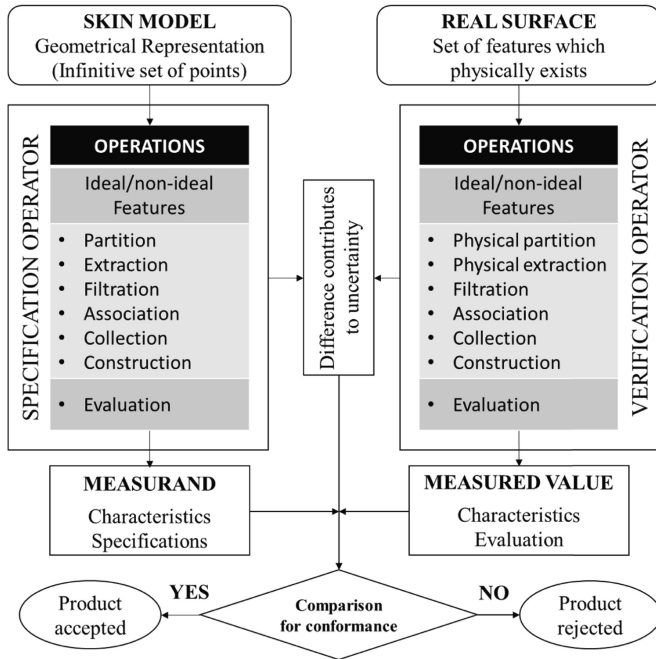 SKIN MODEL
Geometrical Representation
(Infinitive set of points)
REAL SURFACE
Set of features which
physically exists
SPECIFICATION OPERATOR
OPERATIONS
Ideal/non-ideal
Features
• Partition
• Extraction
• Filtration
• Association
• Collection
• Construction
• Evaluation
Difference contributes
to uncertainty
OPERATIONS
Ideal/non-ideal
Features
• Physical partition
• Physical extraction
• Filtration
• Association
• Collection
• Construction
• Evaluation
VERIFICATION OPERATOR
MEASURAND
Characteristics
Specifications
MEASURED VALUE
Characteristics
Evaluation
YES
NO
Product
accepted
Comparison
for conformance
Product
rejected